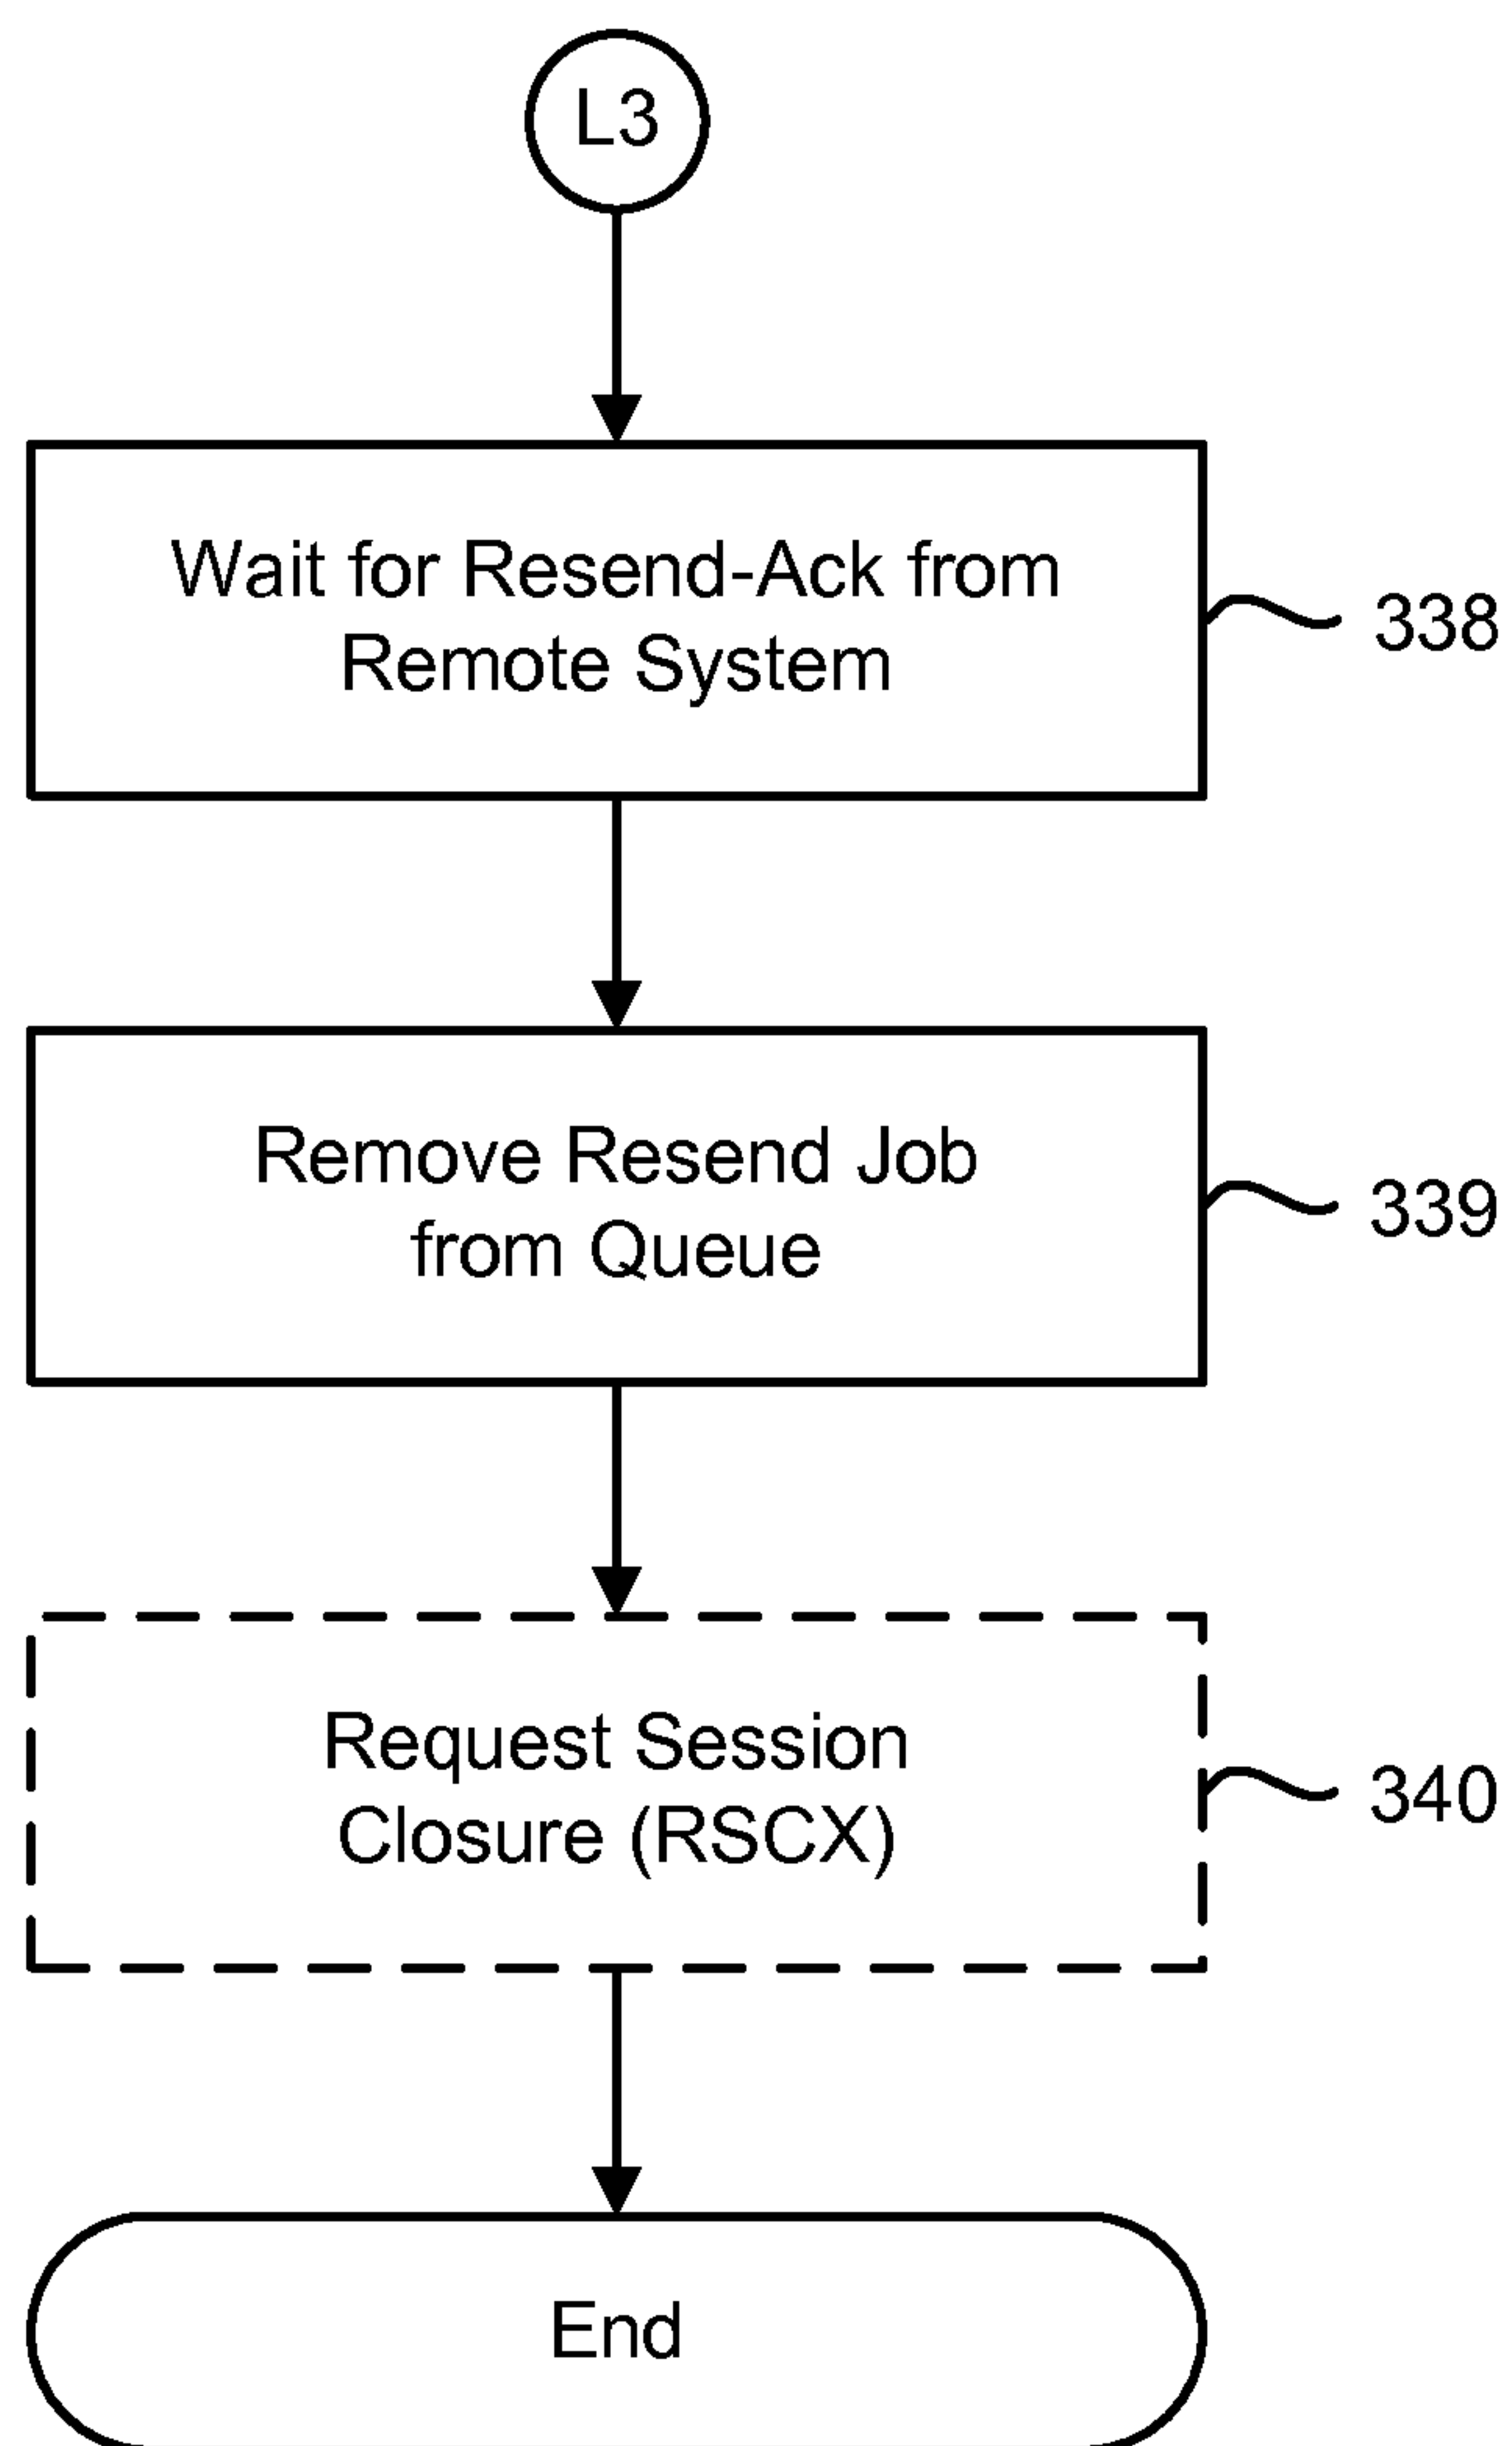 L3
Wait for Resend-Ack from
Remote System
338
Remove Resend Job
from Queue
339
Request Session
Closure (RSCX)
340
End